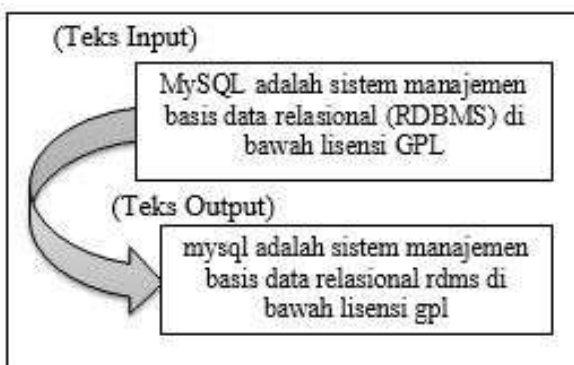 (Teks Input)
MySQL adalah sistem manajemen
basis data relasional (RDBMS) di
bawah lisensi GPL
(Teks Output)
mysql adalah sistem manajemen
basis data relasional rdms di
bawah lisensi gpl